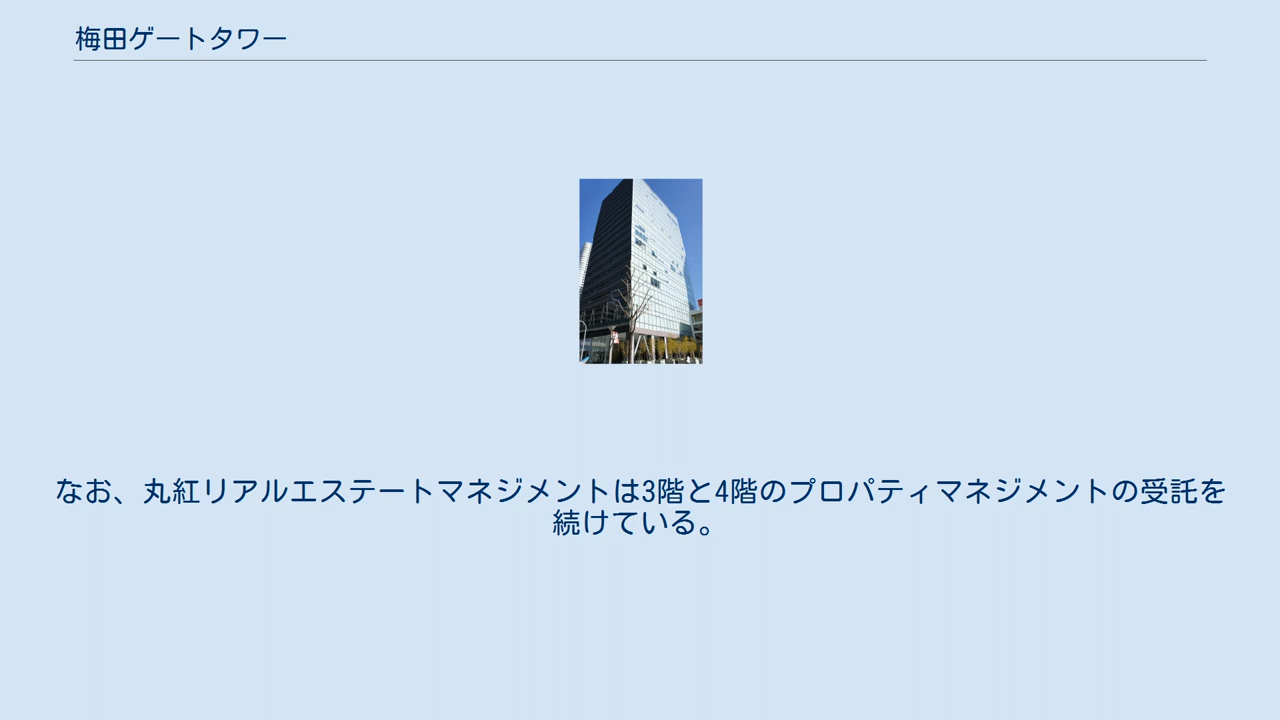 梅田ゲートタワー
なお、丸紅リアルエステートマネジメントは3階と4階のプロパティマネジメントの受託を
続けている。